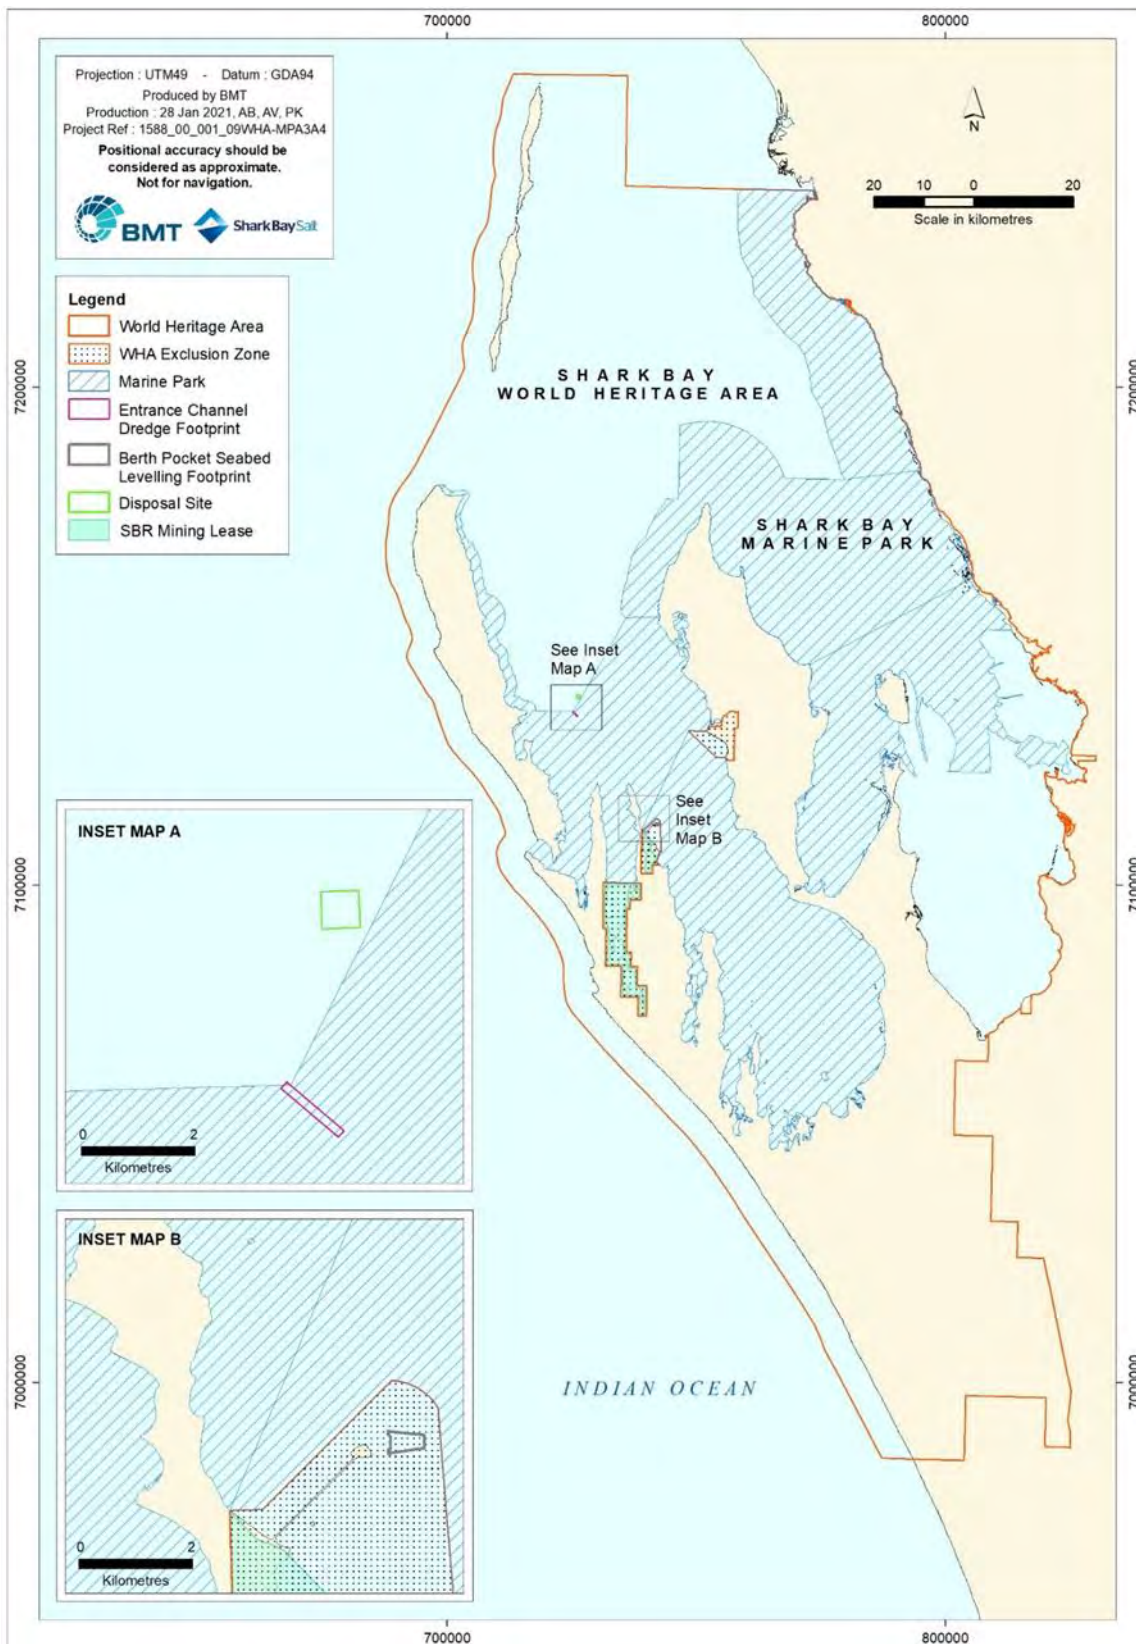 700000
800000
Projection : UTM49 - Datum : GDA94
Produced by BMT
Production : 28 Jan 2021, AB, AV, PK
Project Ref : 1588_00_001_09WHA-MPA3A4
Positional accuracy should be
considered as approximate.
Not for navigation.
BMT
SharkBaySalt
N
20 10 0 20
Scale in kilometres
Legend
World Heritage Area
WHA Exclusion Zone
Marine Park
Entrance Channel
Dredge Footprint
Berth Pocket Seabed
Levelling Footprint
Disposal Site
SBR Mining Lease
7200000
7200000
SHARK BAY
WORLD HERITAGE AREA
SHARK BAY
MARINE PARK
See Inset
Map A
See
Inset
Map B
7100000
7100000
INSET MAP A
0 2
Kilometres
INSET MAP B
0 2
Kilometres
7000000
7000000
INDIAN OCEAN
700000
800000